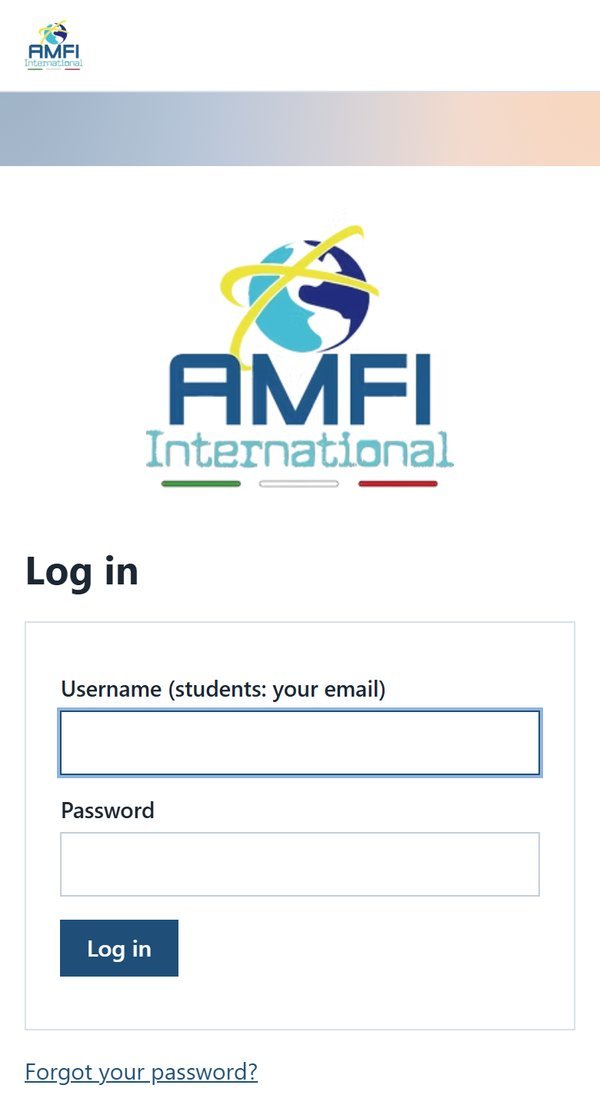 AMFI
International
AMFI
International
Log in
Username (students: your email)
Password
Log in
Forgot your password?